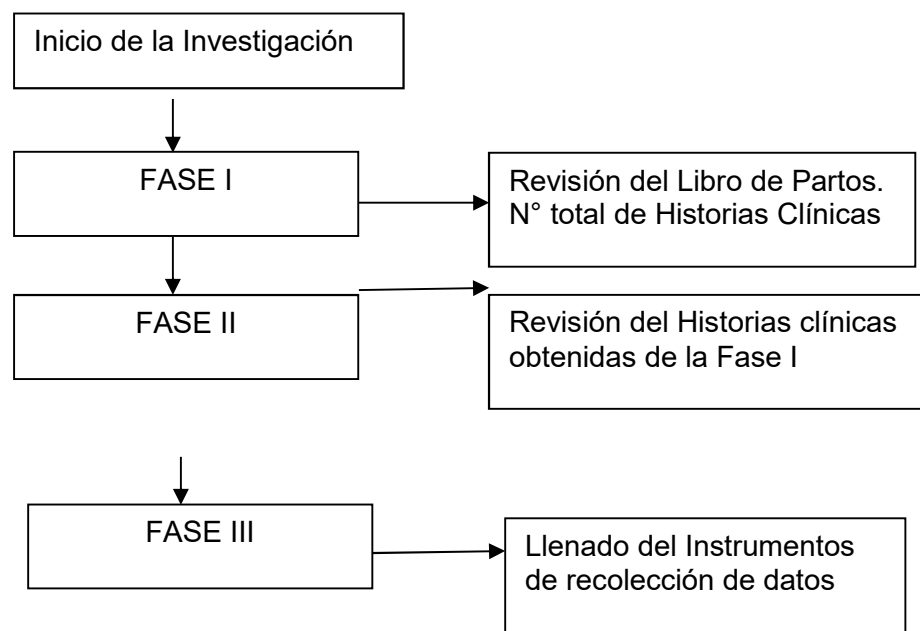 Inicio de la Investigación
FASE I
Revisión del Libro de Partos.
N° total de Historias Clínicas
FASE II
Revisión del Historias clínicas
obtenidas de la Fase I
FASE III
Llenado del Instrumentos
de recolección de datos